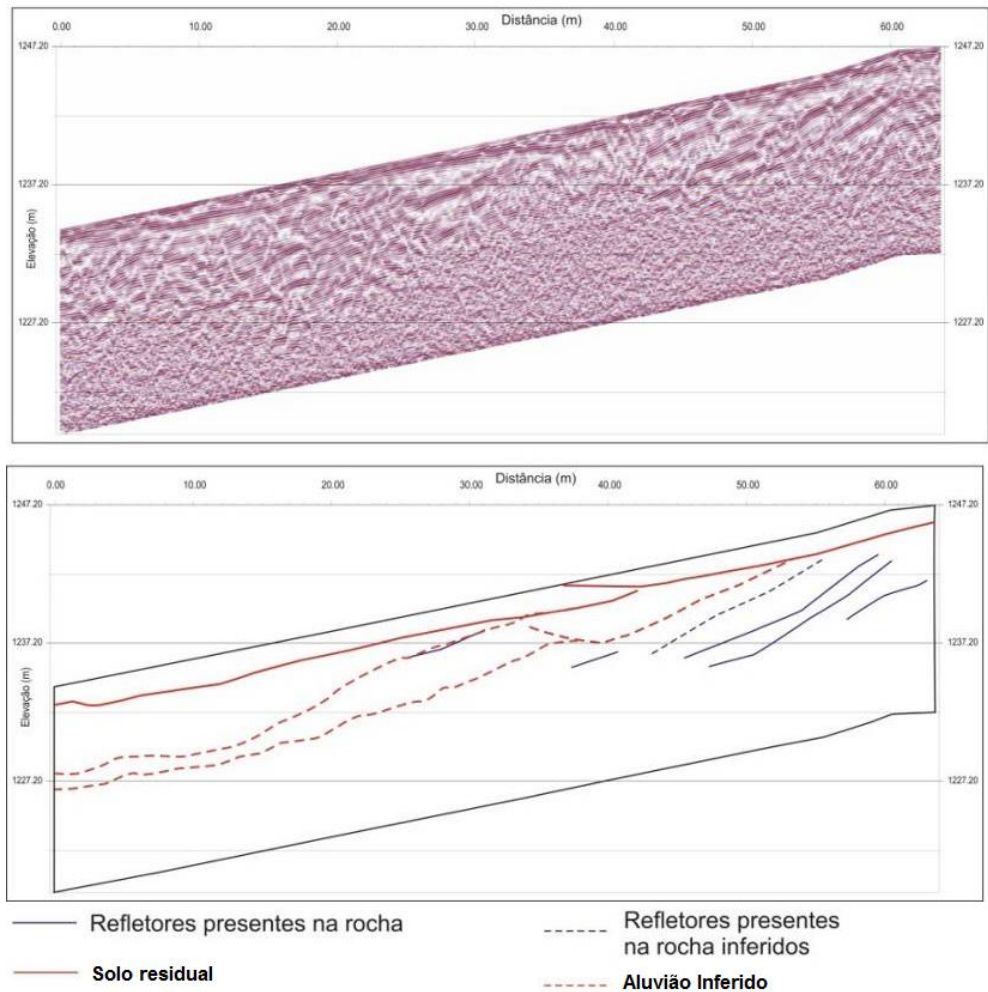 Distância (m)
0.00 10.00 20.00 30.00 40.00 50.00 60.00
1247.20 1247.20
1237.20 1237.20
Elevação (m)
1227.20 1227.20
Distância (m)
0.00 10.00 20.00 30.00 40.00 50.00 60.00
1247.20 1247.20
1237.20 1237.20
Elevação (m)
1227.20 1227.20
Refletores presentes na rocha
Refletores presentes
na rocha inferidos
Solo residual
Aluvião Inferido